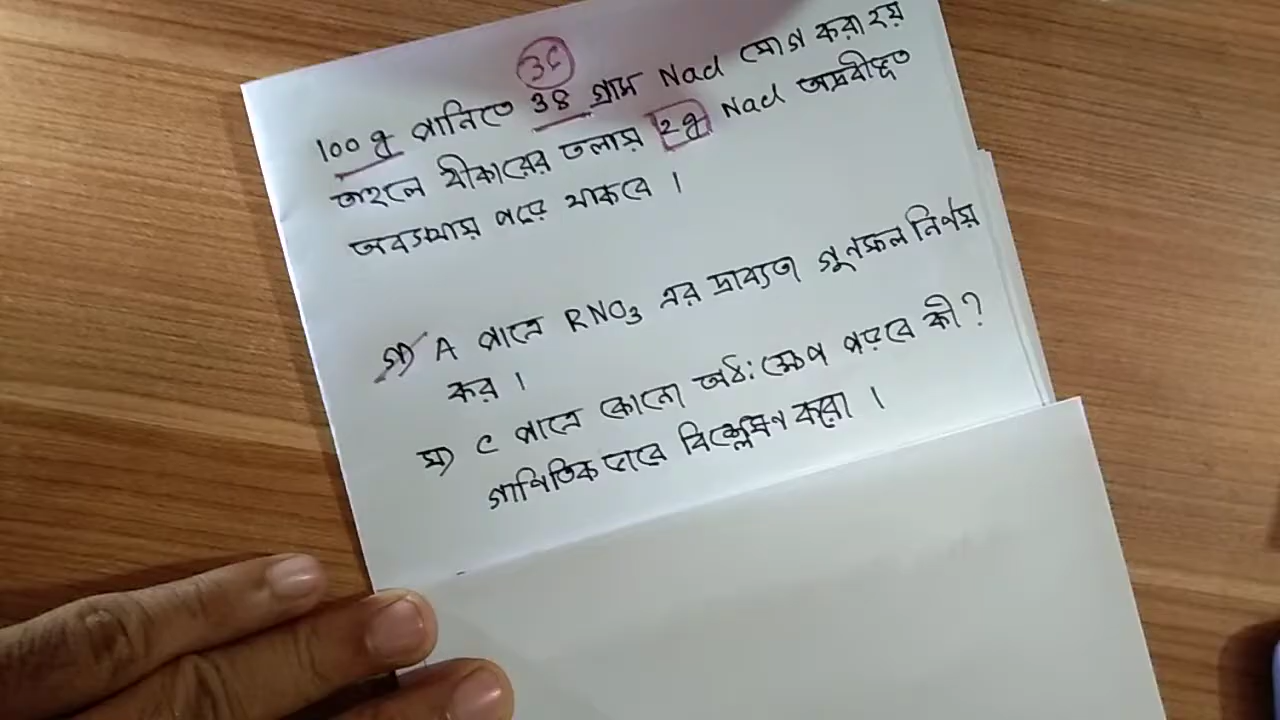 36
100 g পানিতে 38 গ্রাম Nacl যোগ করা হয়
তাহলে বীকারের তলায় 2g Nacl অদ্রবীভূত
অবস্থায় পড়ে থাকবে ।
গ) A পাত্রে RNO3 এর দ্রাব্যতা গুনফল নির্ণয়
কর ।
ঘ) C পাত্রে কোনো অধঃক্ষেপ পড়বে কী ?
গাণিতিক ভাবে বিশ্লেষণ করো ।